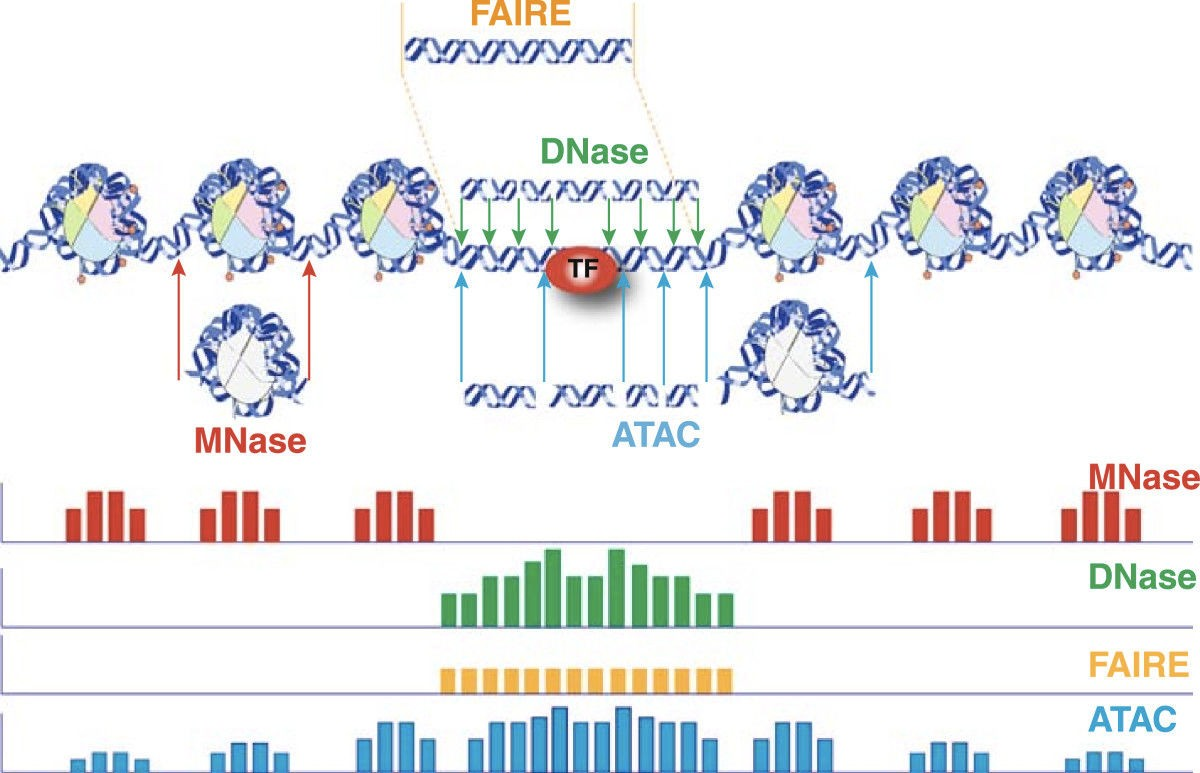 FAIRE
DNase
TF
MNase
ATAC
MNase
DNase
FAIRE
ATAC